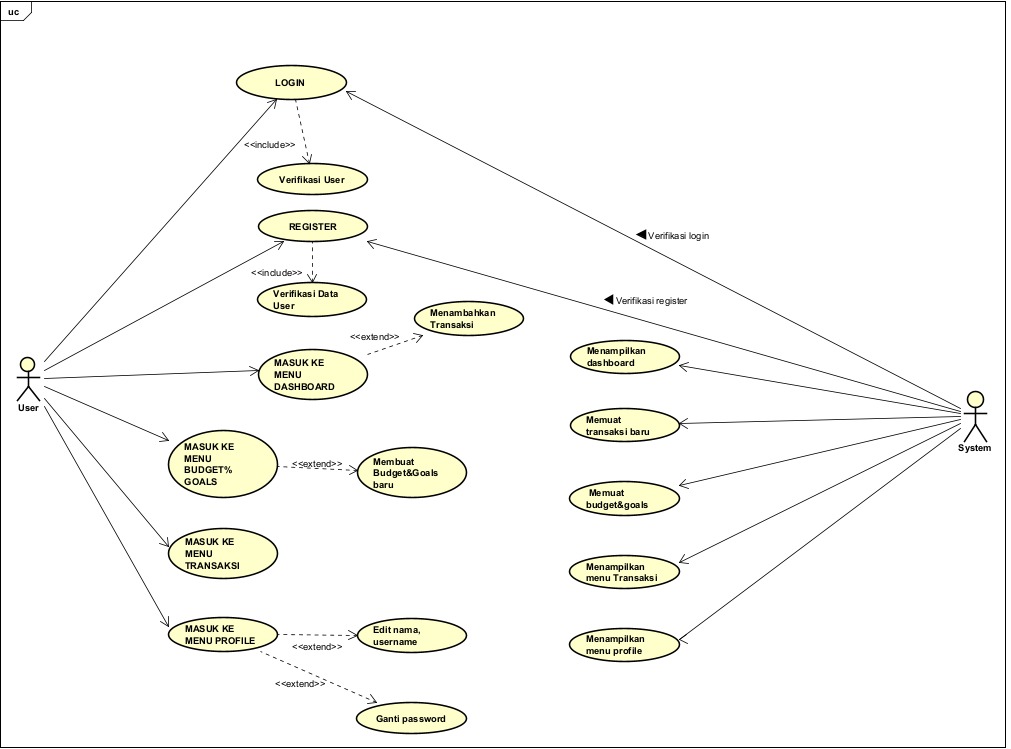 uc
LOGIN
<<include>>
Verifikasi User
REGISTER
Verifikasi login
<<include>>
Verifikasi Data
User
Verifikasi register
Menambahkan
Transaksi
<<extend>>
MASUK KE
MENU
DASHBOARD
Menampilkan
dashboard
User
Memuat
transaksi baru
System
MASUK KE
MENU
BUDGET%
GOALS
<<extend>>
Membuat
Budget&Goals
baru
Memuat
budget&goals
MASUK KE
MENU
TRANSAKSI
Menampilkan
menu Transaksi
MASUK KE
MENU PROFILE
<<extend>>
Edit nama,
username
Menampilkan
menu profile
<<extend>>
Ganti password